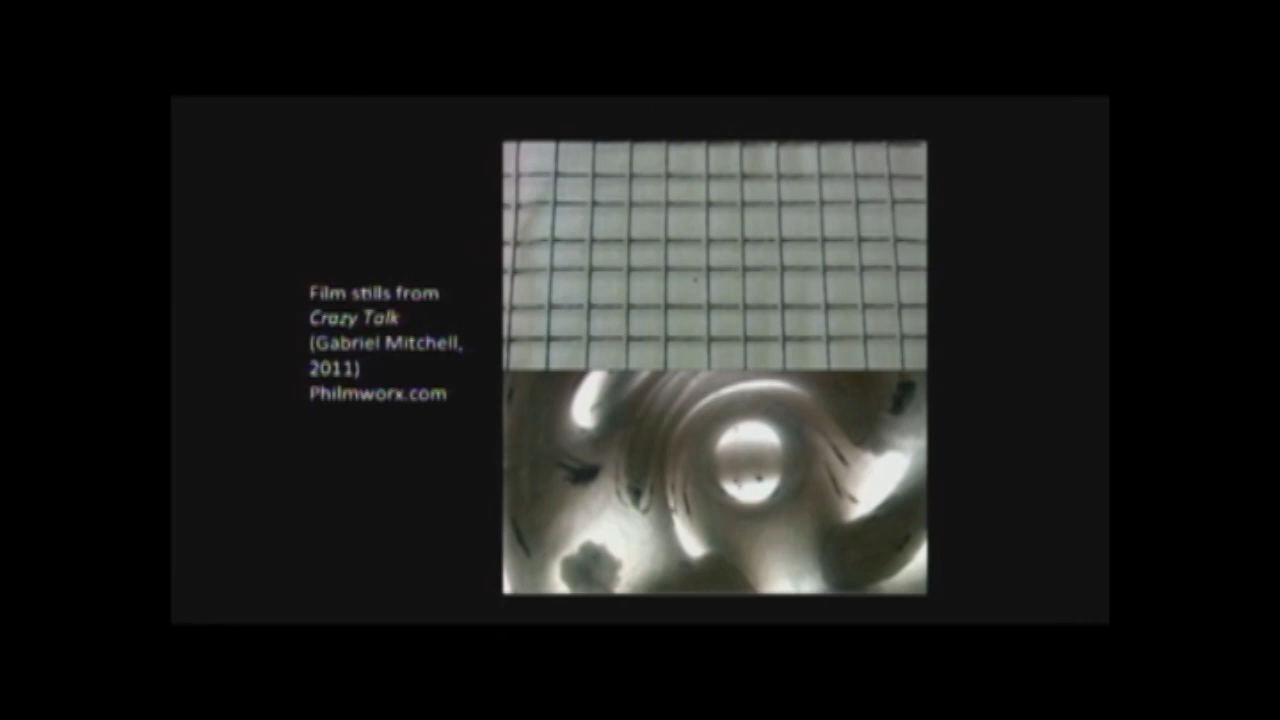 Film stills from
Crazy Talk
(Gabriel Mitchell,
2011)
Philmworx.com